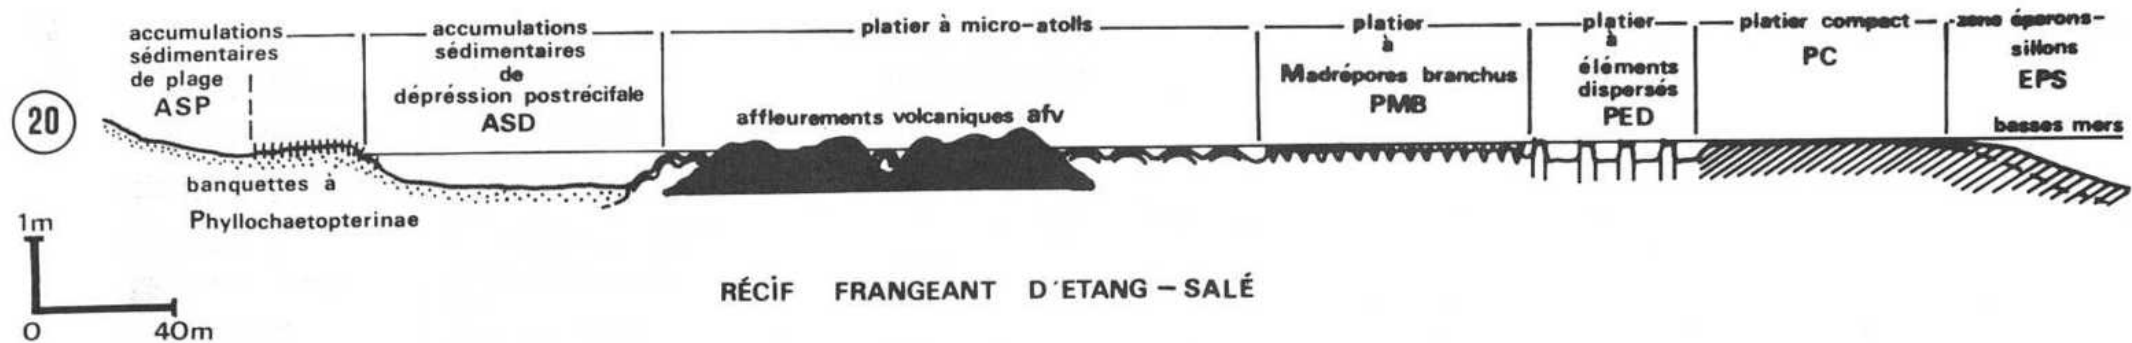 accumulations
sédimentaires
de plage
ASP
accumulations
sédimentaires
de
dépréssion postrécifale
ASD
platier à micro-atolls
affleurements volcaniques afv
platier
à
Madrépores branchus
PMB
platier
à
éléments
dispersés
PED
platier compact
PC
zone éperons-
sillons
EPS
basses mers
20
banquettes à
Phyllochaetopterinae
1m
0
40m
RÉCIF FRANGEANT D'ETANG-SALÉ